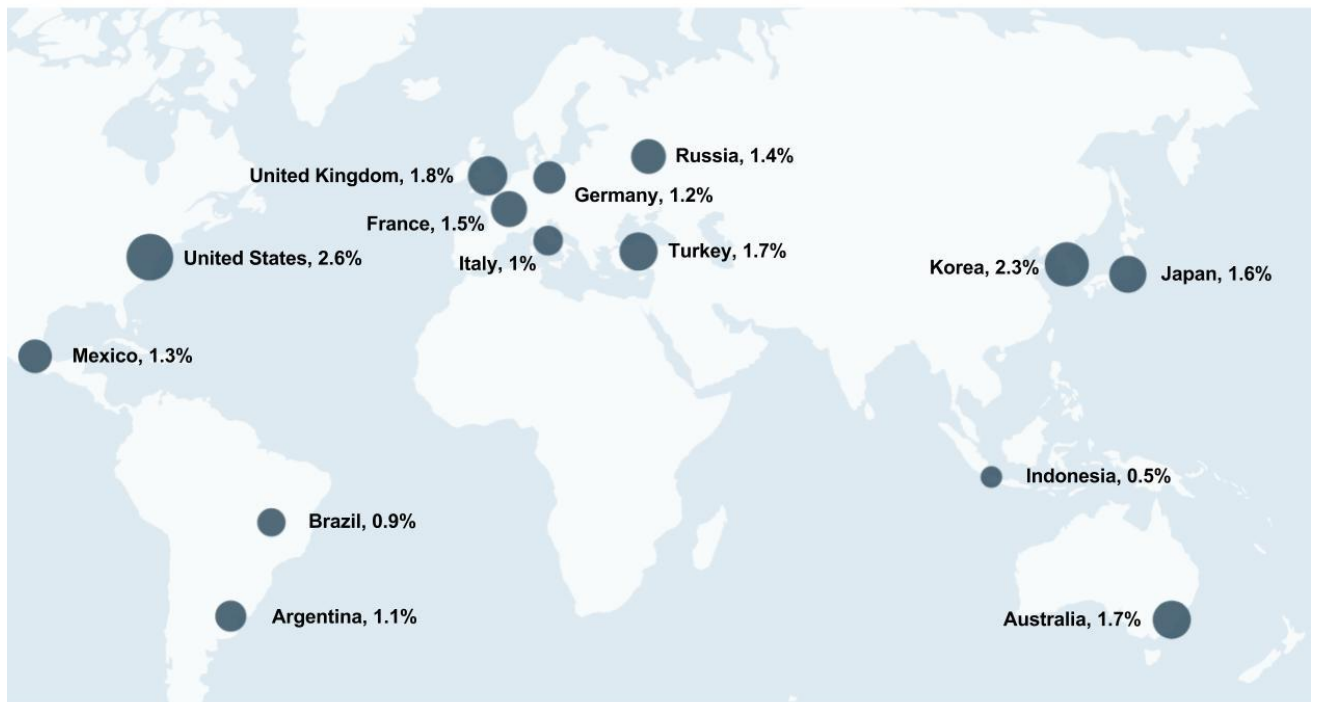 Russia, 1.4%
United Kingdom, 1.8%
Germany, 1.2%
France, 1.5%
Turkey, 1.7%
United States, 2.6%
Italy, 1%
Korea, 2.3%
Japan, 1.6%
Mexico, 1.3%
Indonesia, 0.5%
Brazil, 0.9%
Argentina, 1.1%
Australia, 1.7%